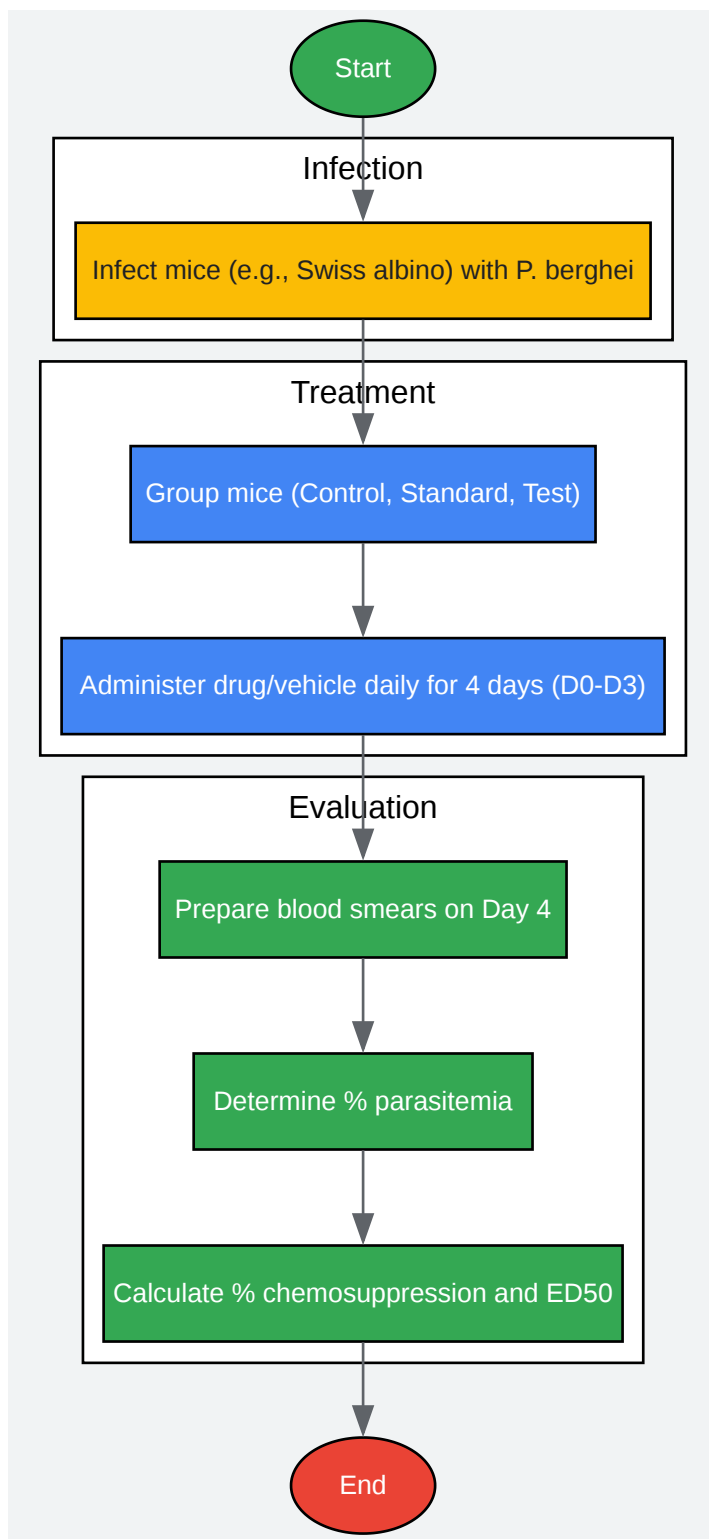 Start
Infection
Infect mice (e.g., Swiss albino) with P. berghei
Treatment
Group mice (Control, Standard, Test)
Administer drug/vehicle daily for 4 days (D0-D3)
Evaluation
Prepare blood smears on Day 4
Determine % parasitemia
Calculate % chemosuppression and ED50
End